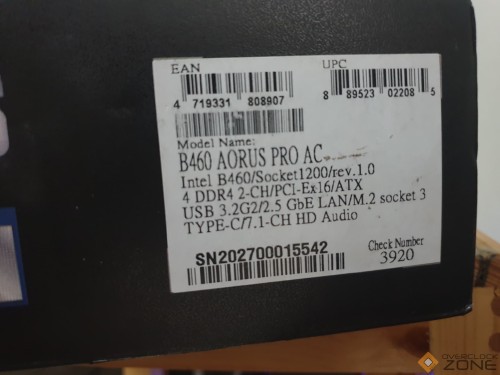 EAN
UPC
4 719331 808907
8 89523 02208 5
Model Name:
B460 AORUS PRO AC
Intel B460/Socket1200/rev.1.0
4 DDR4 2-CH/PCI-Ex16/ATX
USB 3.2G2/2.5 GbE LAN/M.2 socket 3
TYPE-C/7.1-CH HD Audio
SN202700015542
Check Number
3920
OVERCLOCK
ZONE